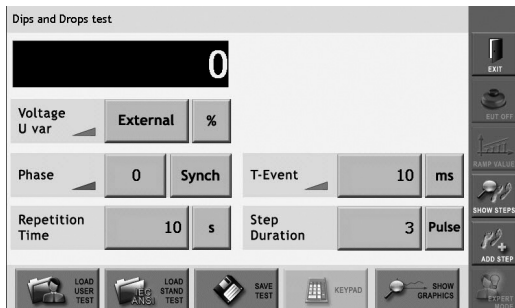 Dips and Drops test
0
Voltage
U var
External
%
Phase
0
Synch
T-Event
10
ms
Repetition
Time
10
s
Step
Duration
3
Pulse
EXIT
EUT OFF
RAMP VALUE
SHOW STEPS
ADD STEP
EXPERT
MODE
LOAD
USER
TEST
IEC
ANSI
LOAD
STAND
TEST
SAVE
TEST
KEYPAD
SHOW
GRAPHICS